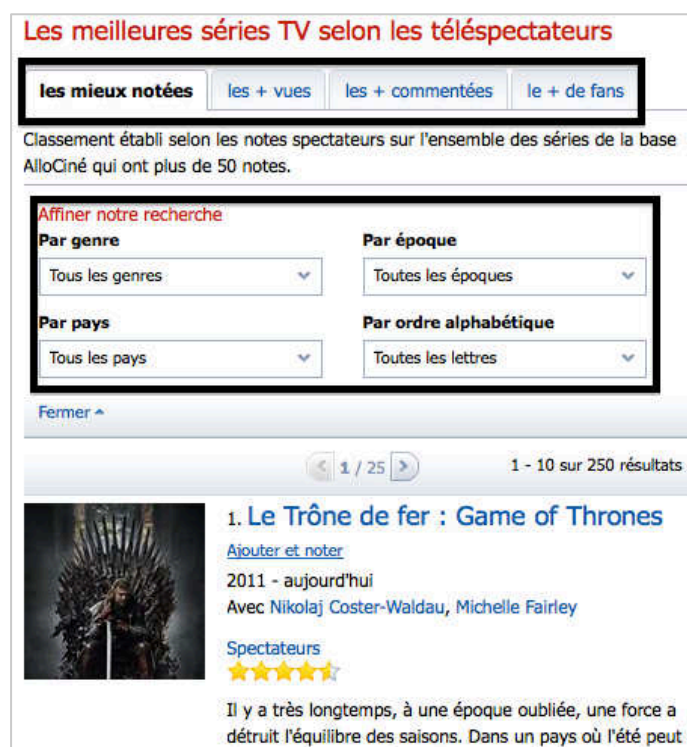 Les meilleures séries TV selon les téléspectateurs
les mieux notées les + vues les + commentées le + de fans
Classement établi selon les notes spectateurs sur l'ensemble des séries de la base
AlloCiné qui ont plus de 50 notes.
Affiner notre recherche
Par genre Par époque
Tous les genres Toutes les époques
Par pays Par ordre alphabétique
Tous les pays Toutes les lettres
Fermer
1 / 25 1 - 10 sur 250 résultats
1. Le Trône de fer : Game of Thrones
Ajouter et noter
2011 - aujourd'hui
Avec Nikolaj Coster-Waldau, Michelle Fairley
Spectateurs
Il y a très longtemps, à une époque oubliée, une force a
détruit l'équilibre des saisons. Dans un pays où l'été peut